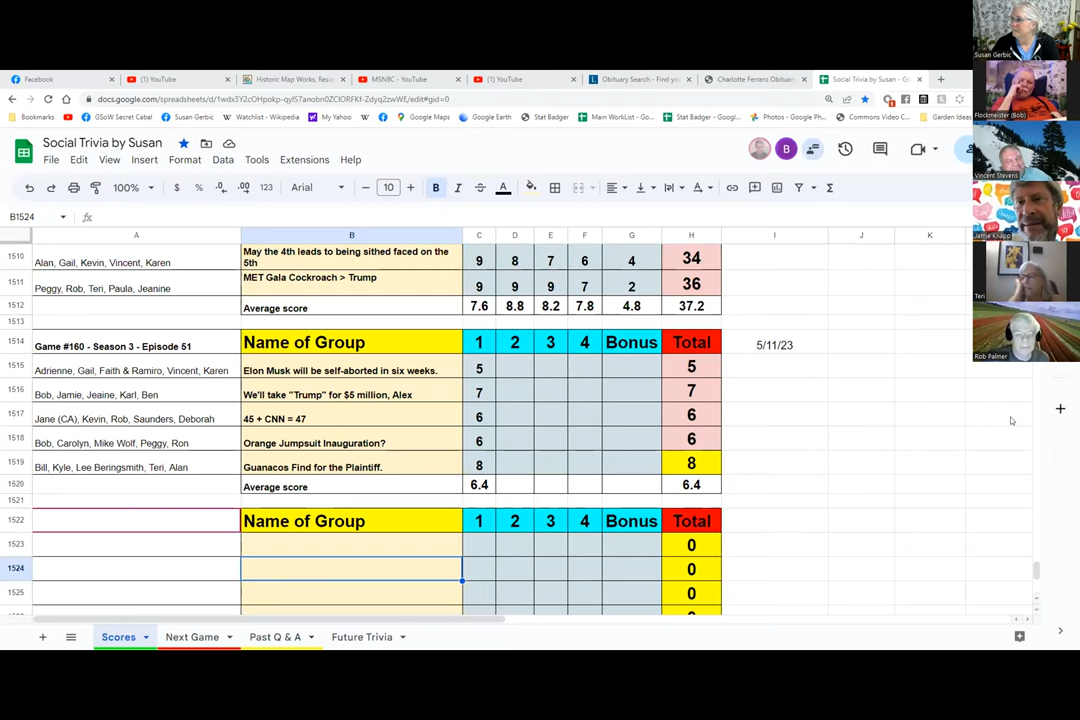 Susan Gerbic
Facebook
(1) YouTube
Historic Map Works, Resid
MSNBC - YouTube
(1) YouTube
Obituary Search - Find you
Charlotte Ferraro Obituary
Social Trivia by Susan - Go
docs.google.com/spreadsheets/d/
edit#gid=0
Bookmarks
GSoW Secret Cabal
Susan Gerbic
Watchlist - Wikipedia
My Yahoo
Google Maps
Google Earth
Stat Badger
Main WorkList - Go...
Stat Badger - Googl...
Photos - Google Ph...
Commons Video C...
Garden Ideas
Flockmeister (Bob)
Social Trivia by Susan
File Edit View Insert Format Data Tools Extensions Help
B
Vincent Stevens
100% $ % .0 .00 123 Arial 10 B I S A
B1524 fx
Jamie Knapp
A B C D E F G H I J K
1510 Alan, Gail, Kevin, Vincent, Karen May the 4th leads to being sithed faced on the 9 8 7 6 4 34
5th
1511 Peggy, Rob, Teri, Paula, Jeanine MET Gala Cockroach > Trump 9 9 9 7 2 36
Teri
1512 Average score 7.6 8.8 8.2 7.8 4.8 37.2
1513
1514 Game #160 - Season 3 - Episode 51 Name of Group 1 2 3 4 Bonus Total 5/11/23
Rob Palmer
1515 Adrienne, Gail, Faith & Ramiro, Vincent, Karen Elon Musk will be self-aborted in six weeks. 5 5
1516 Bob, Jamie, Jeaine, Karl, Ben We'll take "Trump" for $5 million, Alex 7 7
1517 Jane (CA), Kevin, Rob, Saunders, Deborah 45 + CNN = 47 6 6
1518 Bob, Carolyn, Mike Wolf, Peggy, Ron Orange Jumpsuit Inauguration? 6 6
1519 Bill, Kyle, Lee Beringsmith, Teri, Alan Guanacos Find for the Plaintiff. 8 8
1520 Average score 6.4 6.4
1521
1522 Name of Group 1 2 3 4 Bonus Total
1523 0
1524 0
1525 0
Scores Next Game Past Q & A Future Trivia